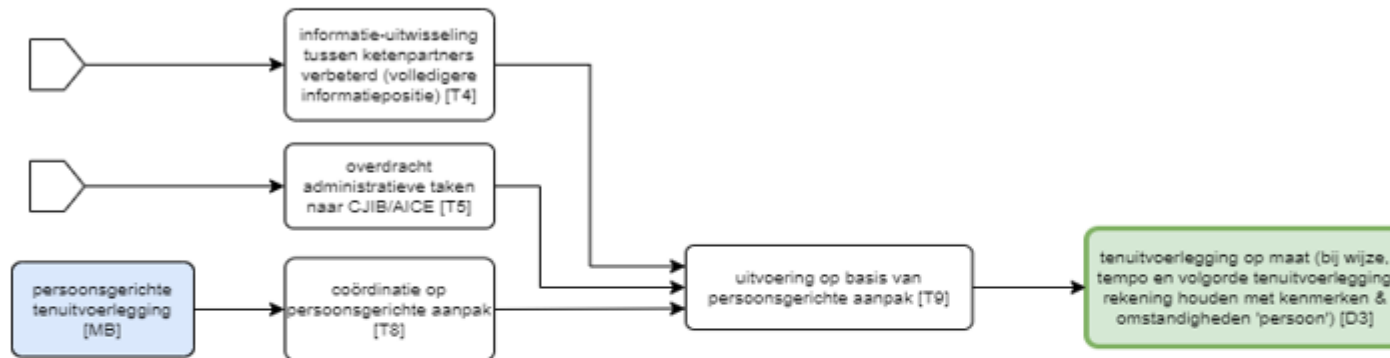 informatie-uitwisseling
tussen ketenpartners
verbeterd (volledigere
informatiepositie) [T4]
overdracht
administratieve taken
naar CJIB/AICE [T5]
persoonsgerichte
tenuitvoerlegging
[MB]
coördinatie op
persoonsgerichte aanpak
[T8]
uitvoering op basis van
persoonsgerichte aanpak [T9]
tenuitvoerlegging op maat (bij wijze,
tempo en volgorde tenuitvoerlegging
rekening houden met kenmerken &
omstandigheden 'persoon') [D3]